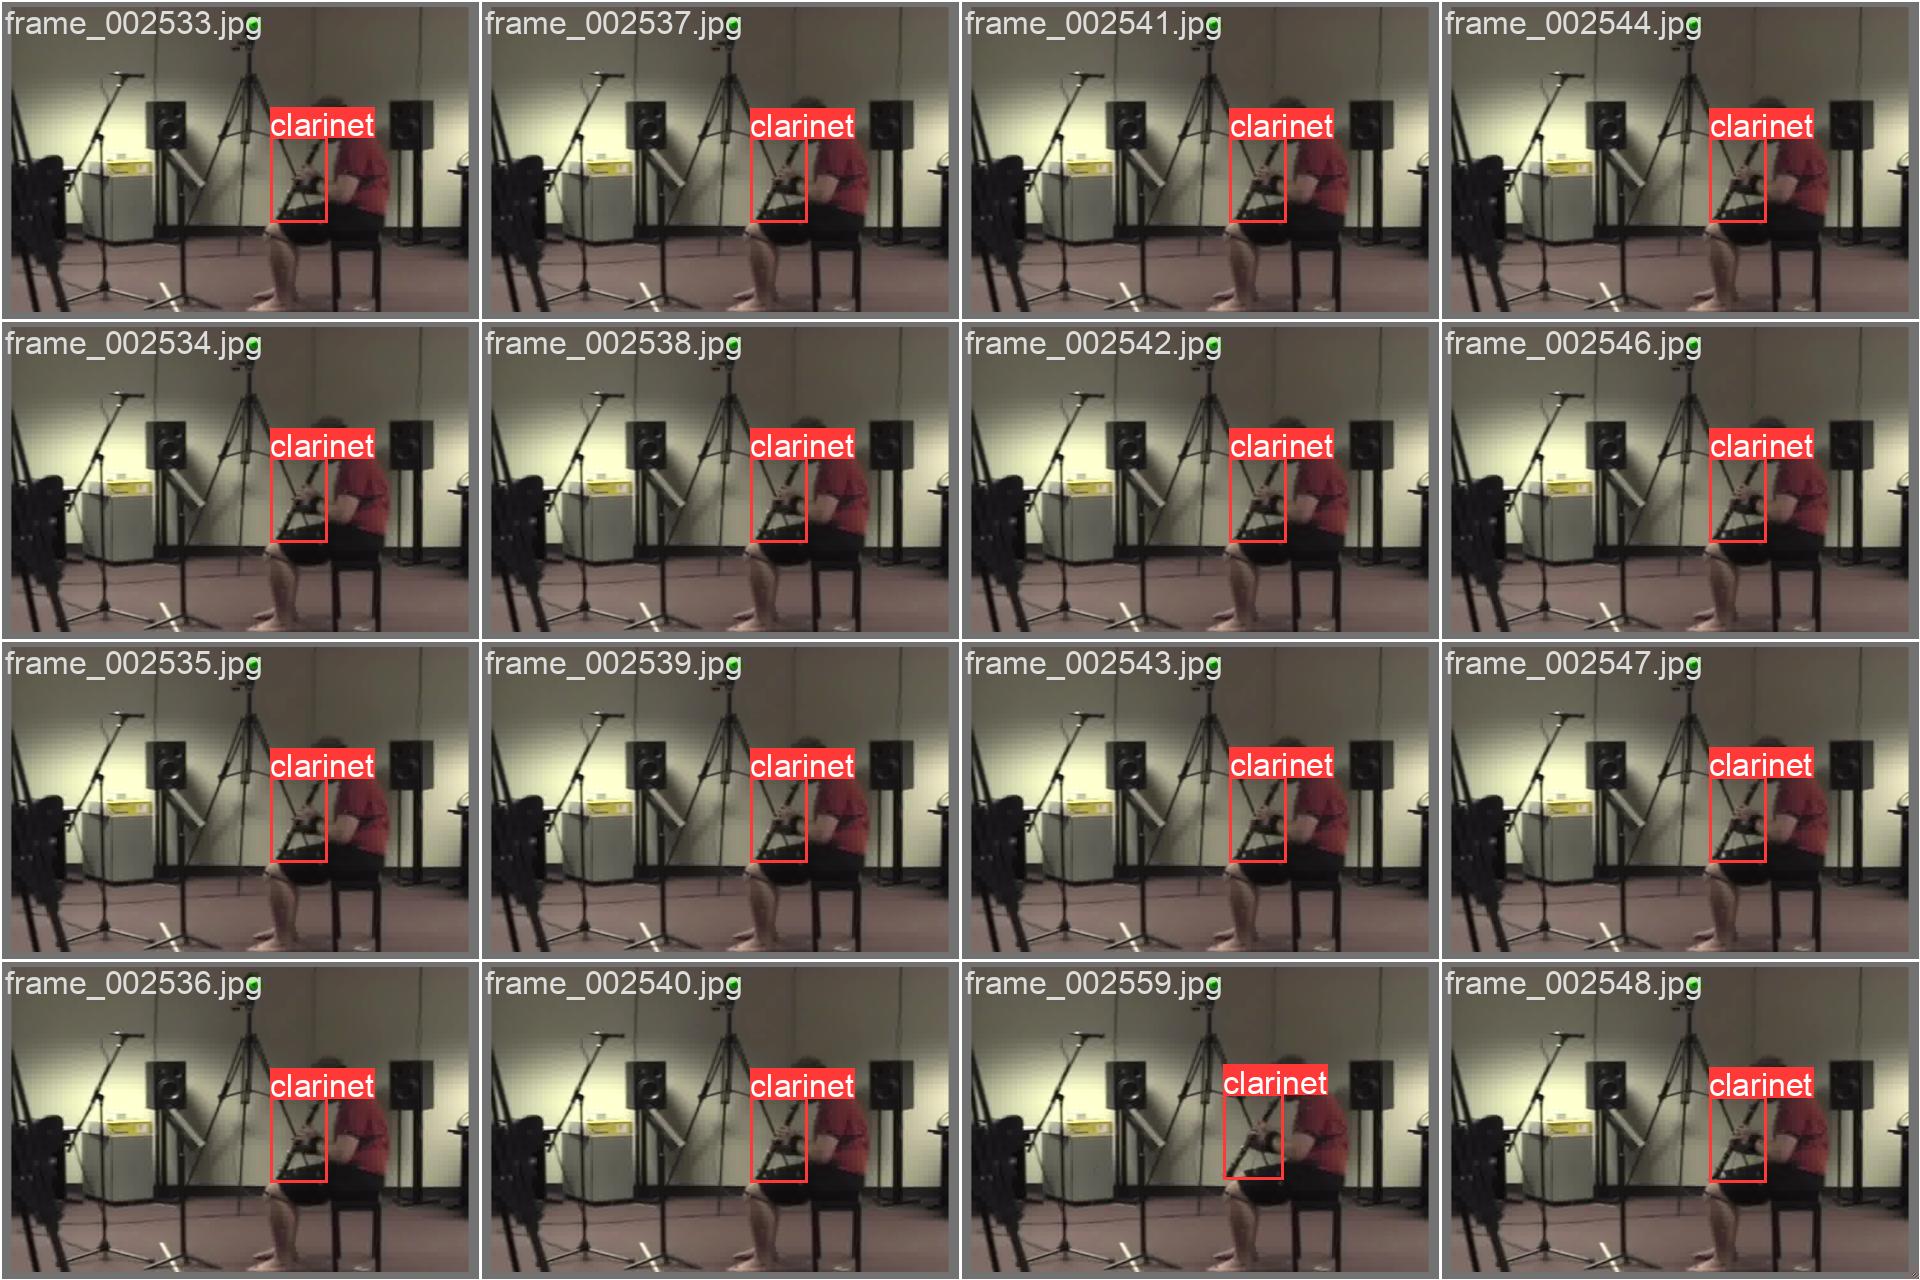 frame_002533.jpg
clarinet
frame_002537.jpg
clarinet
frame_002541.jpg
clarinet
frame_002544.jpg
clarinet
frame_002534.jpg
clarinet
frame_002538.jpg
clarinet
frame_002542.jpg
clarinet
frame_002546.jpg
clarinet
frame_002535.jpg
clarinet
frame_002539.jpg
clarinet
frame_002543.jpg
clarinet
frame_002547.jpg
clarinet
frame_002536.jpg
clarinet
frame_002540.jpg
clarinet
frame_002559.jpg
clarinet
frame_002548.jpg
clarinet